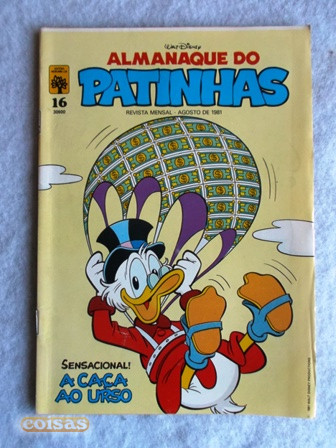 WALT DISNEY
ALMANAQUE DO
PATINHAS
16
REVISTA MENSAL - AGOSTO DE 1981
SENSACIONAL!
A CAÇA
AO URSO
coisas